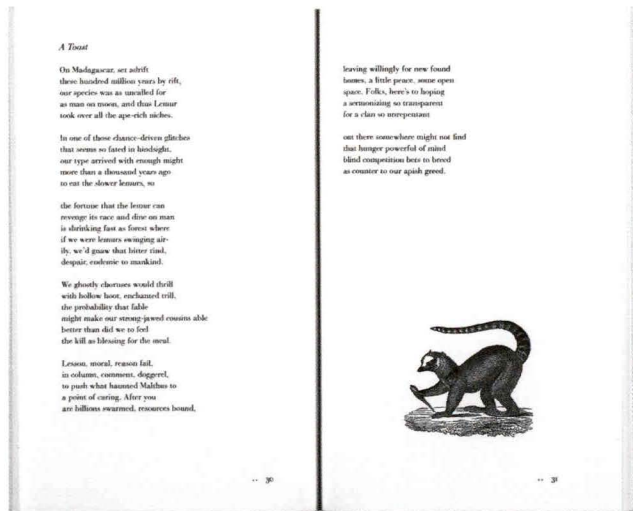 A Toast
On Madagascar, set adrift
these hundred million years by rift,
our species was as uncalled for
as man on moon, and thus Lemur
took over all the ape-rich niches.
In one of those chance-driven glitches
that seems so fated in hindsight,
our type arrived with enough might
more than a thousand years ago
to eat the slower lemurs, so
the fortune that the lemur can
revenge its race and dine on man
is shrinking fast as forest where
if we were lemurs swinging air-
ily, we'd gnaw that bitter rind,
despair, endemic to mankind.
We ghostly choruses would thrill
with hollow hoot, enchanted trill,
the probability that fable
might make our strong-jawed cousins able
better than did we to feel
the kill as blessing for the meal.
Lesson, moral, reason fail,
in column, comment, doggerel,
to push what haunted Malthus to
a point of caring. After you
are billions swarmed, resources bound,
·· 30
leaving willingly for new found
homes, a little peace, some open
space. Folks, here's to hoping
a sermonizing so transparent
for a clan so unrepentant
out there somewhere might not find
that hunger powerful of mind
blind competition bets to breed
as counter to our apish greed.
·· 31